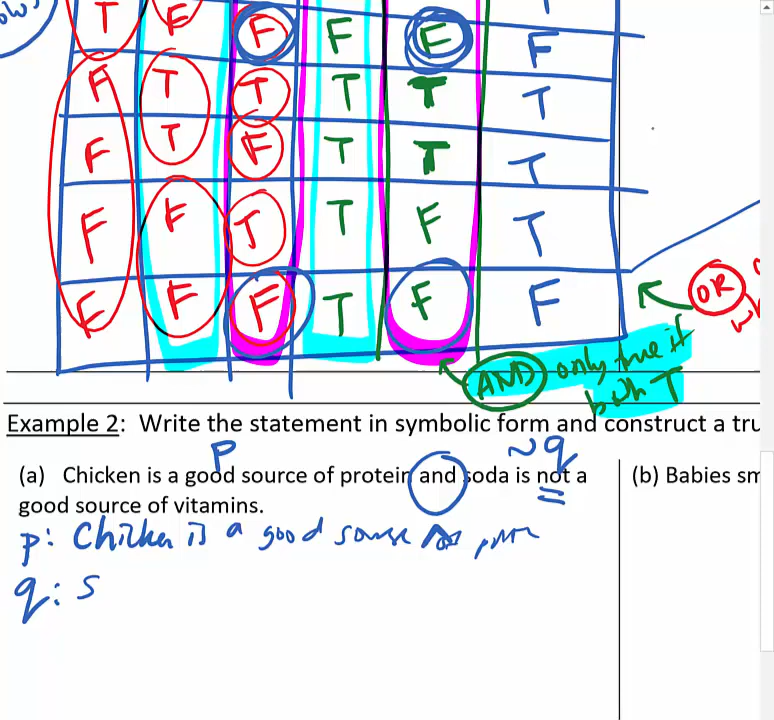 ow
T F F F F F
F T T T T T
F T F T T T
F F T T F T
F F F T F F
OR
AND only true if
both T
Example 2: Write the statement in symbolic form and construct a tru
p ~q
(a) Chicken is a good source of protein and soda is not a
(b) Babies sm
good source of vitamins.
p: Chicken is a good source
q: s